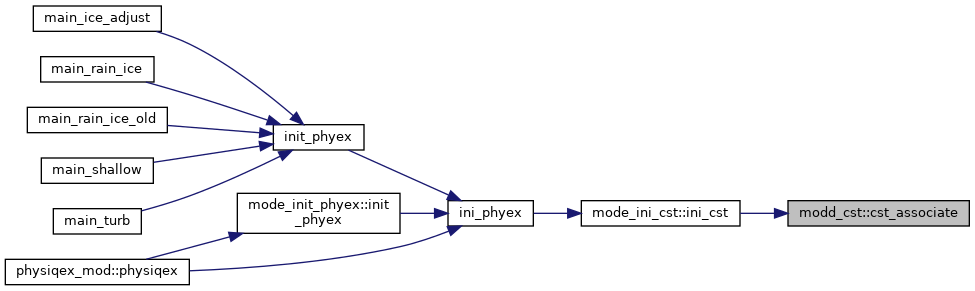 main_ice_adjust
main_rain_ice
main_rain_ice_old
init_phyex
main_shallow
mode_init_phyex::init
_phyex
main_turb
ini_phyex
mode_ini_cst::ini_cst
modd_cst::cst_associate
physiqex_mod::physiqex